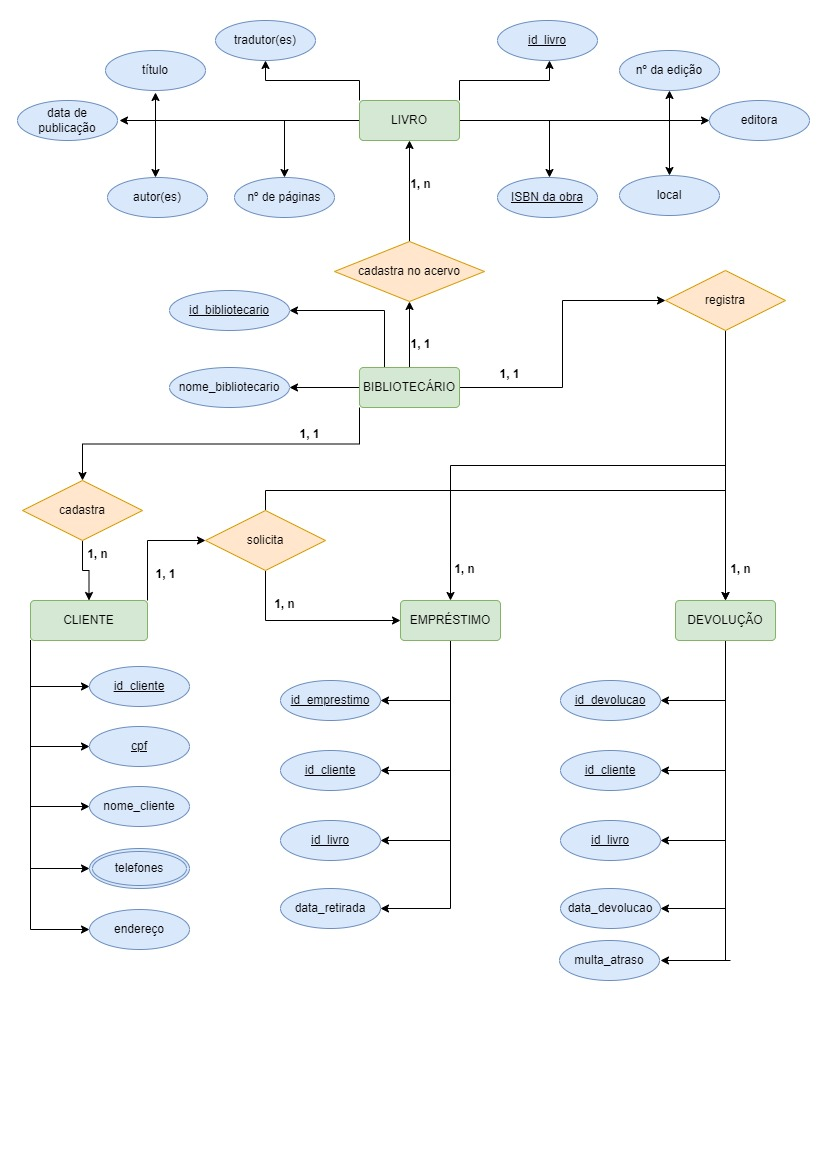 tradutor(es)
id_livro
título
nº da edição
data de
publicação
LIVRO
editora
autor(es)
nº de páginas
ISBN da obra
local
1, n
cadastra no acervo
registra
id_bibliotecario
1, 1
nome_bibliotecario
BIBLIOTECÁRIO
1, 1
1, 1
cadastra
solicita
1, n
1, 1
1, n
1, n
1, n
CLIENTE
EMPRÉSTIMO
DEVOLUÇÃO
id_cliente
cpf
nome_cliente
telefones
endereço
id_emprestimo
id_cliente
id_livro
data_retirada
id_devolucao
id_cliente
id_livro
data_devolucao
multa_atraso